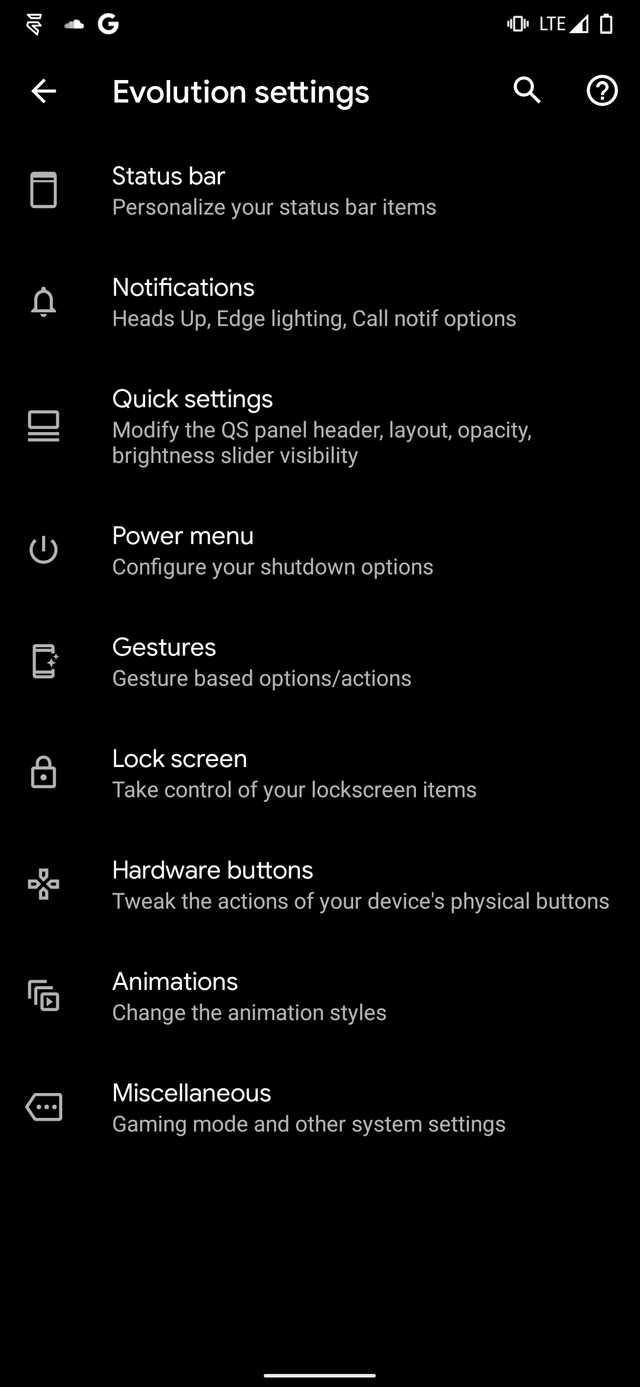 G LTE
Evolution settings
Status bar
Personalize your status bar items
Notifications
Heads Up, Edge lighting, Call notif options
Quick settings
Modify the QS panel header, layout, opacity,
brightness slider visibility
Power menu
Configure your shutdown options
Gestures
Gesture based options/actions
Lock screen
Take control of your lockscreen items
Hardware buttons
Tweak the actions of your device's physical buttons
Animations
Change the animation styles
Miscellaneous
Gaming mode and other system settings